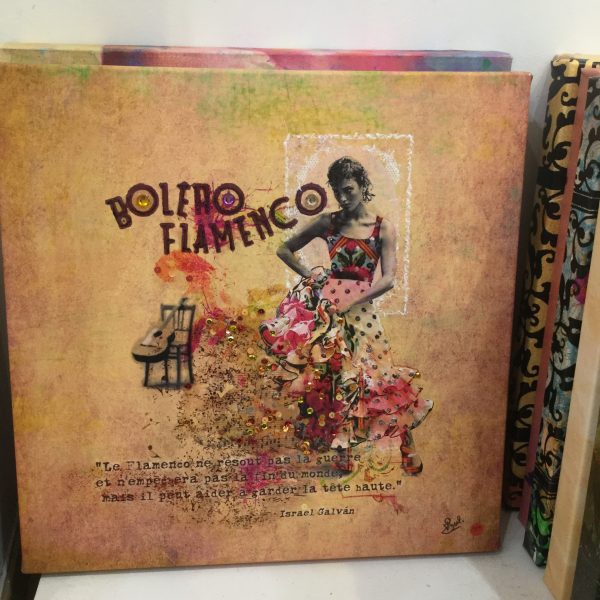 BOLERO
FLAMENCO
"Le Flamenco ne résout pas la guerre
et n'empêchera pas la fin du monde,
mais il peut aider à garder la tête haute."
- Israel Galván